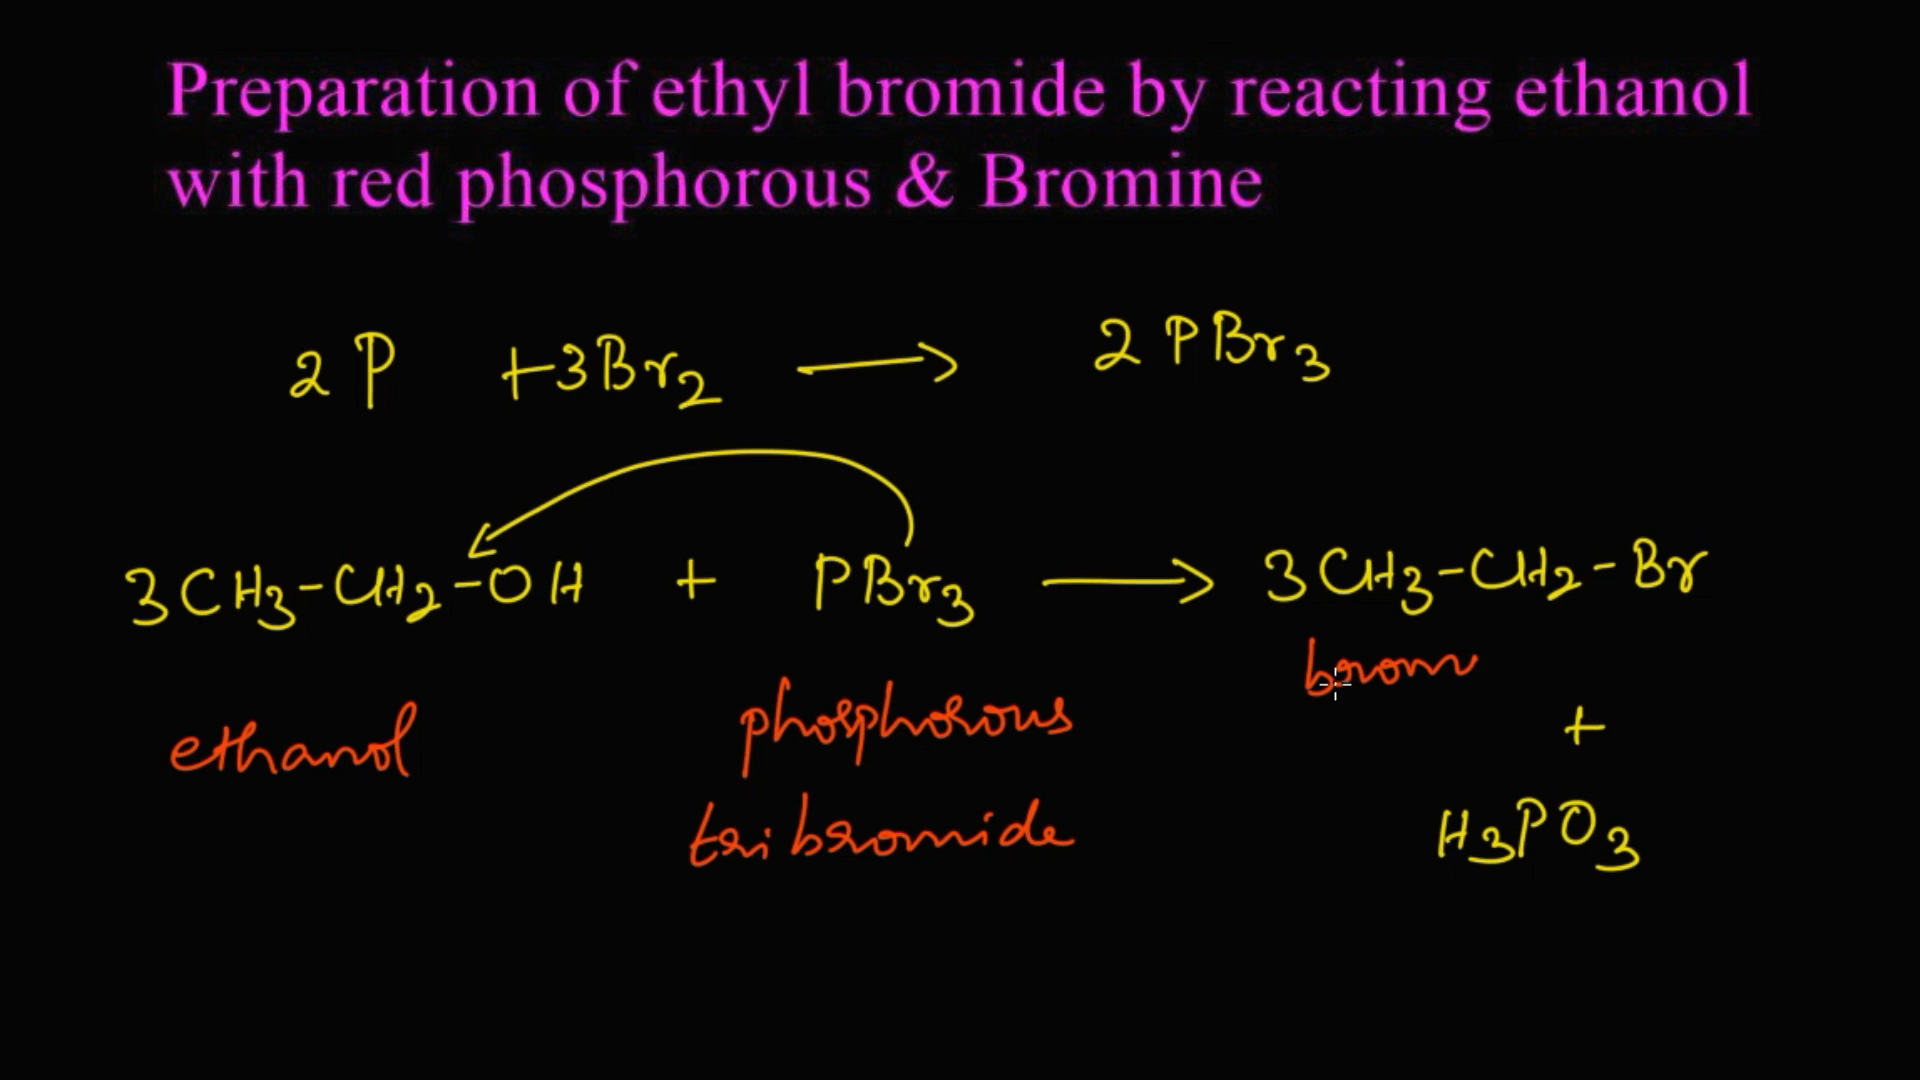 Preparation of ethyl bromide by reacting ethanol
with red phosphorous & Bromine
2 P +3Br₂ → 2 PBr₃
3CH₃-CH₂-OH + PBr₃ → 3CH₃-CH₂-Br
brom
+
ethanol phosphorous
tribromide H₃PO₃